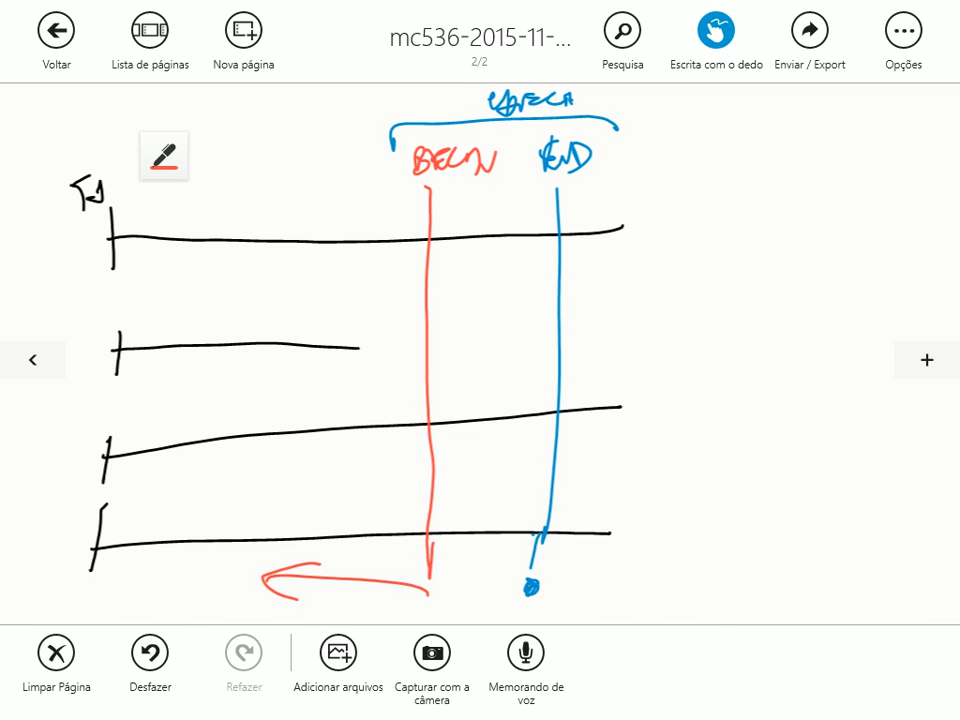 Voltar
Lista de páginas
Nova página
mc536-2015-11-...
2/2
Pesquisa
Escrita com o dedo
Enviar / Export
Opções
BEGIN
END
Limpar Página
Desfazer
Refazer
Adicionar arquivos
Capturar com a
câmera
Memorando de
voz